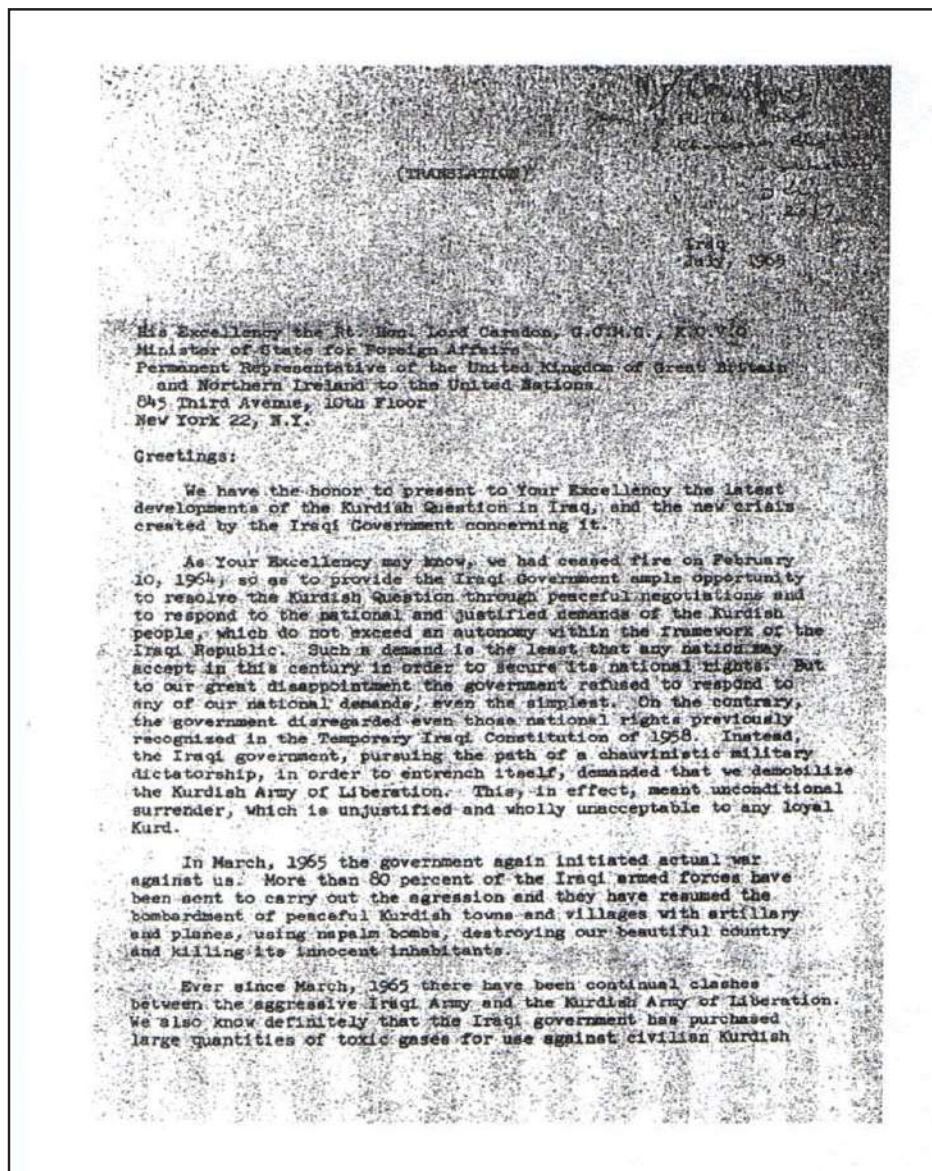 (TRANSLATION)
Iraq
July, 1965
His Excellency the Rt. Hon. Lord Caradon, G.C.M.G., K.C.V.O
Minister of State for Foreign Affairs
Permanent Representative of the United Kingdom of Great Britain
and Northern Ireland to the United Nations
845 Third Avenue, 10th Floor
New York 22, N.Y.
Greetings:
We have the honor to present to Your Excellency the latest
developments of the Kurdish Question in Iraq, and the new crisis
created by the Iraqi Government concerning it.
As Your Excellency may know, we had ceased fire on February
10, 1964, so as to provide the Iraqi Government ample opportunity
to resolve the Kurdish Question through peaceful negotiations and
to respond to the national and justified demands of the Kurdish
people, which do not exceed an autonomy within the framework of the
Iraqi Republic. Such a demand is the least that any nation may
accept in this century in order to secure its national rights. But
to our great disappointment the government refused to respond to
any of our national demands, even the simplest. On the contrary,
the government disregarded even those national rights previously
recognized in the Temporary Iraqi Constitution of 1958. Instead,
the Iraqi government, pursuing the path of a chauvinistic military
dictatorship, in order to entrench itself, demanded that we demobilize
the Kurdish Army of Liberation. This, in effect, meant unconditional
surrender, which is unjustified and wholly unacceptable to any loyal
Kurd.
In March, 1965 the government again initiated actual war
against us. More than 80 percent of the Iraqi armed forces have
been sent to carry out the agression and they have resumed the
bombardment of peaceful Kurdish towns and villages with artillary
and planes, using napalm bombs, destroying our beautiful country
and killing its innocent inhabitants.
Ever since March, 1965 there have been continual clashes
between the aggressive Iraqi Army and the Kurdish Army of Liberation.
We also know definitely that the Iraqi government has purchased
large quantities of toxic gases for use against civilian Kurdish